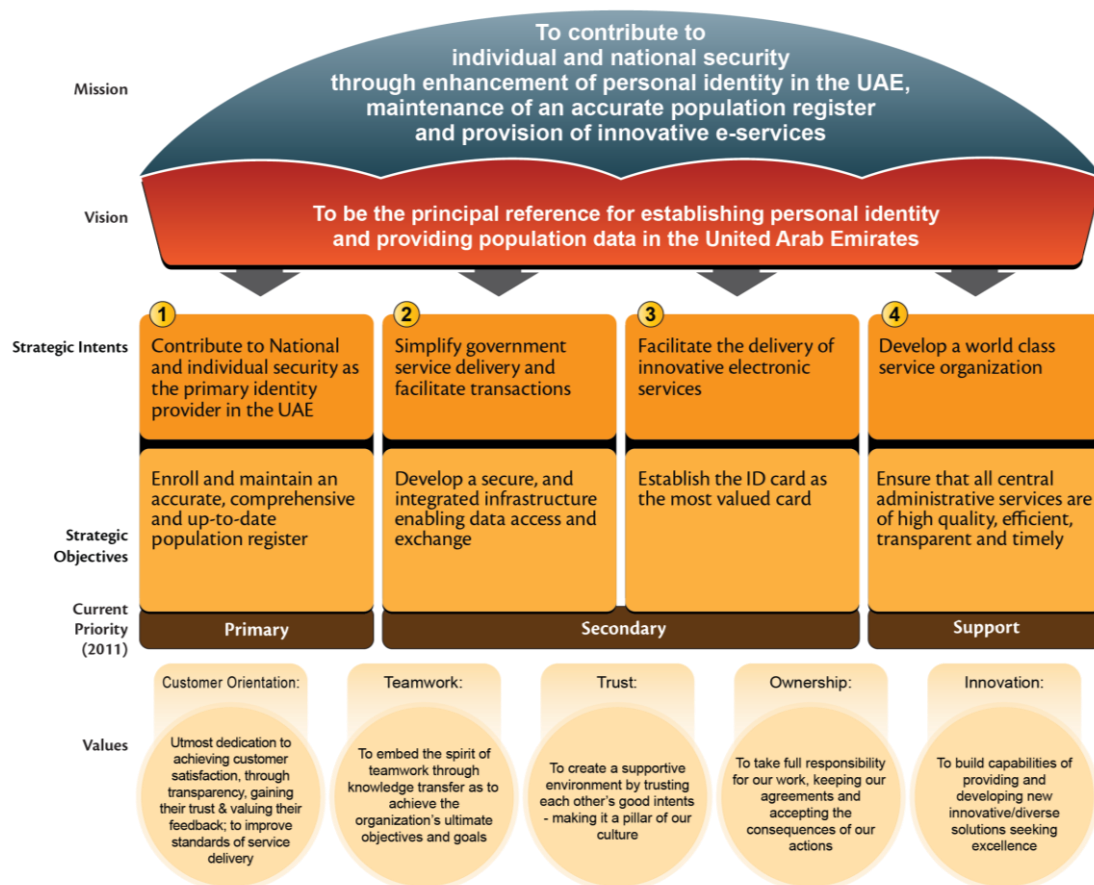 Mission
To contribute to
individual and national security
through enhancement of personal identity in the UAE,
maintenance of an accurate population register
and provision of innovative e-services
Vision
To be the principal reference for establishing personal identity
and providing population data in the United Arab Emirates
Strategic Intents
1
Contribute to National
and individual security as
the primary identity
provider in the UAE
2
Simplify government
service delivery and
facilitate transactions
3
Facilitate the delivery of
innovative electronic
services
4
Develop a world class
service organization
Strategic
Objectives
Enroll and maintain an
accurate, comprehensive
and up-to-date
population register
Develop a secure, and
integrated infrastructure
enabling data access and
exchange
Establish the ID card as
the most valued card
Ensure that all central
administrative services are
of high quality, efficient,
transparent and timely
Current
Priority
(2011)
Primary
Secondary
Support
Values
Customer Orientation:
Utmost dedication to
achieving customer
satisfaction, through
transparency, gaining
their trust & valuing their
feedback; to improve
standards of service
delivery
Teamwork:
To embed the spirit of
teamwork through
knowledge transfer as to
achieve the
organization's ultimate
objectives and goals
Trust:
To create a supportive
environment by trusting
each other's good intents
- making it a pillar of our
culture
Ownership:
To take full responsibility
for our work, keeping our
agreements and
accepting the
consequences of our
actions
Innovation:
To build capabilities of
providing and
developing new
innovative/diverse
solutions seeking
excellence